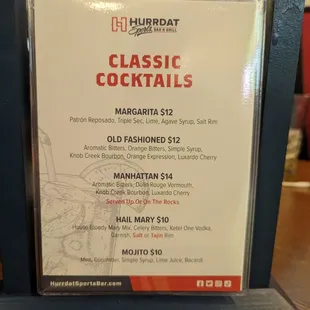 HURRDAT
Sports BAR & GRILL
CLASSIC
COCKTAILS
MARGARITA $12
Patrón Reposado, Triple Sec, Lime, Agave Syrup, Salt Rim
OLD FASHIONED $12
Aromatic Bitters, Orange Bitters, Simple Syrup,
Knob Creek Bourbon, Orange Expression, Luxardo Cherry
MANHATTAN $14
Aromatic Bitters, Dolin Rouge Vermouth,
Knob Creek Bourbon, Luxardo Cherry
Served Up Or On The Rocks
HAIL MARY $10
House Bloody Mary Mix, Celery Bitters, Ketel One Vodka,
Garnish, Salt or Tajin Rim
MOJITO $10
Mint, Simple Syrup, Lime Juice, Bacardi
HurrdatSportsBar.com